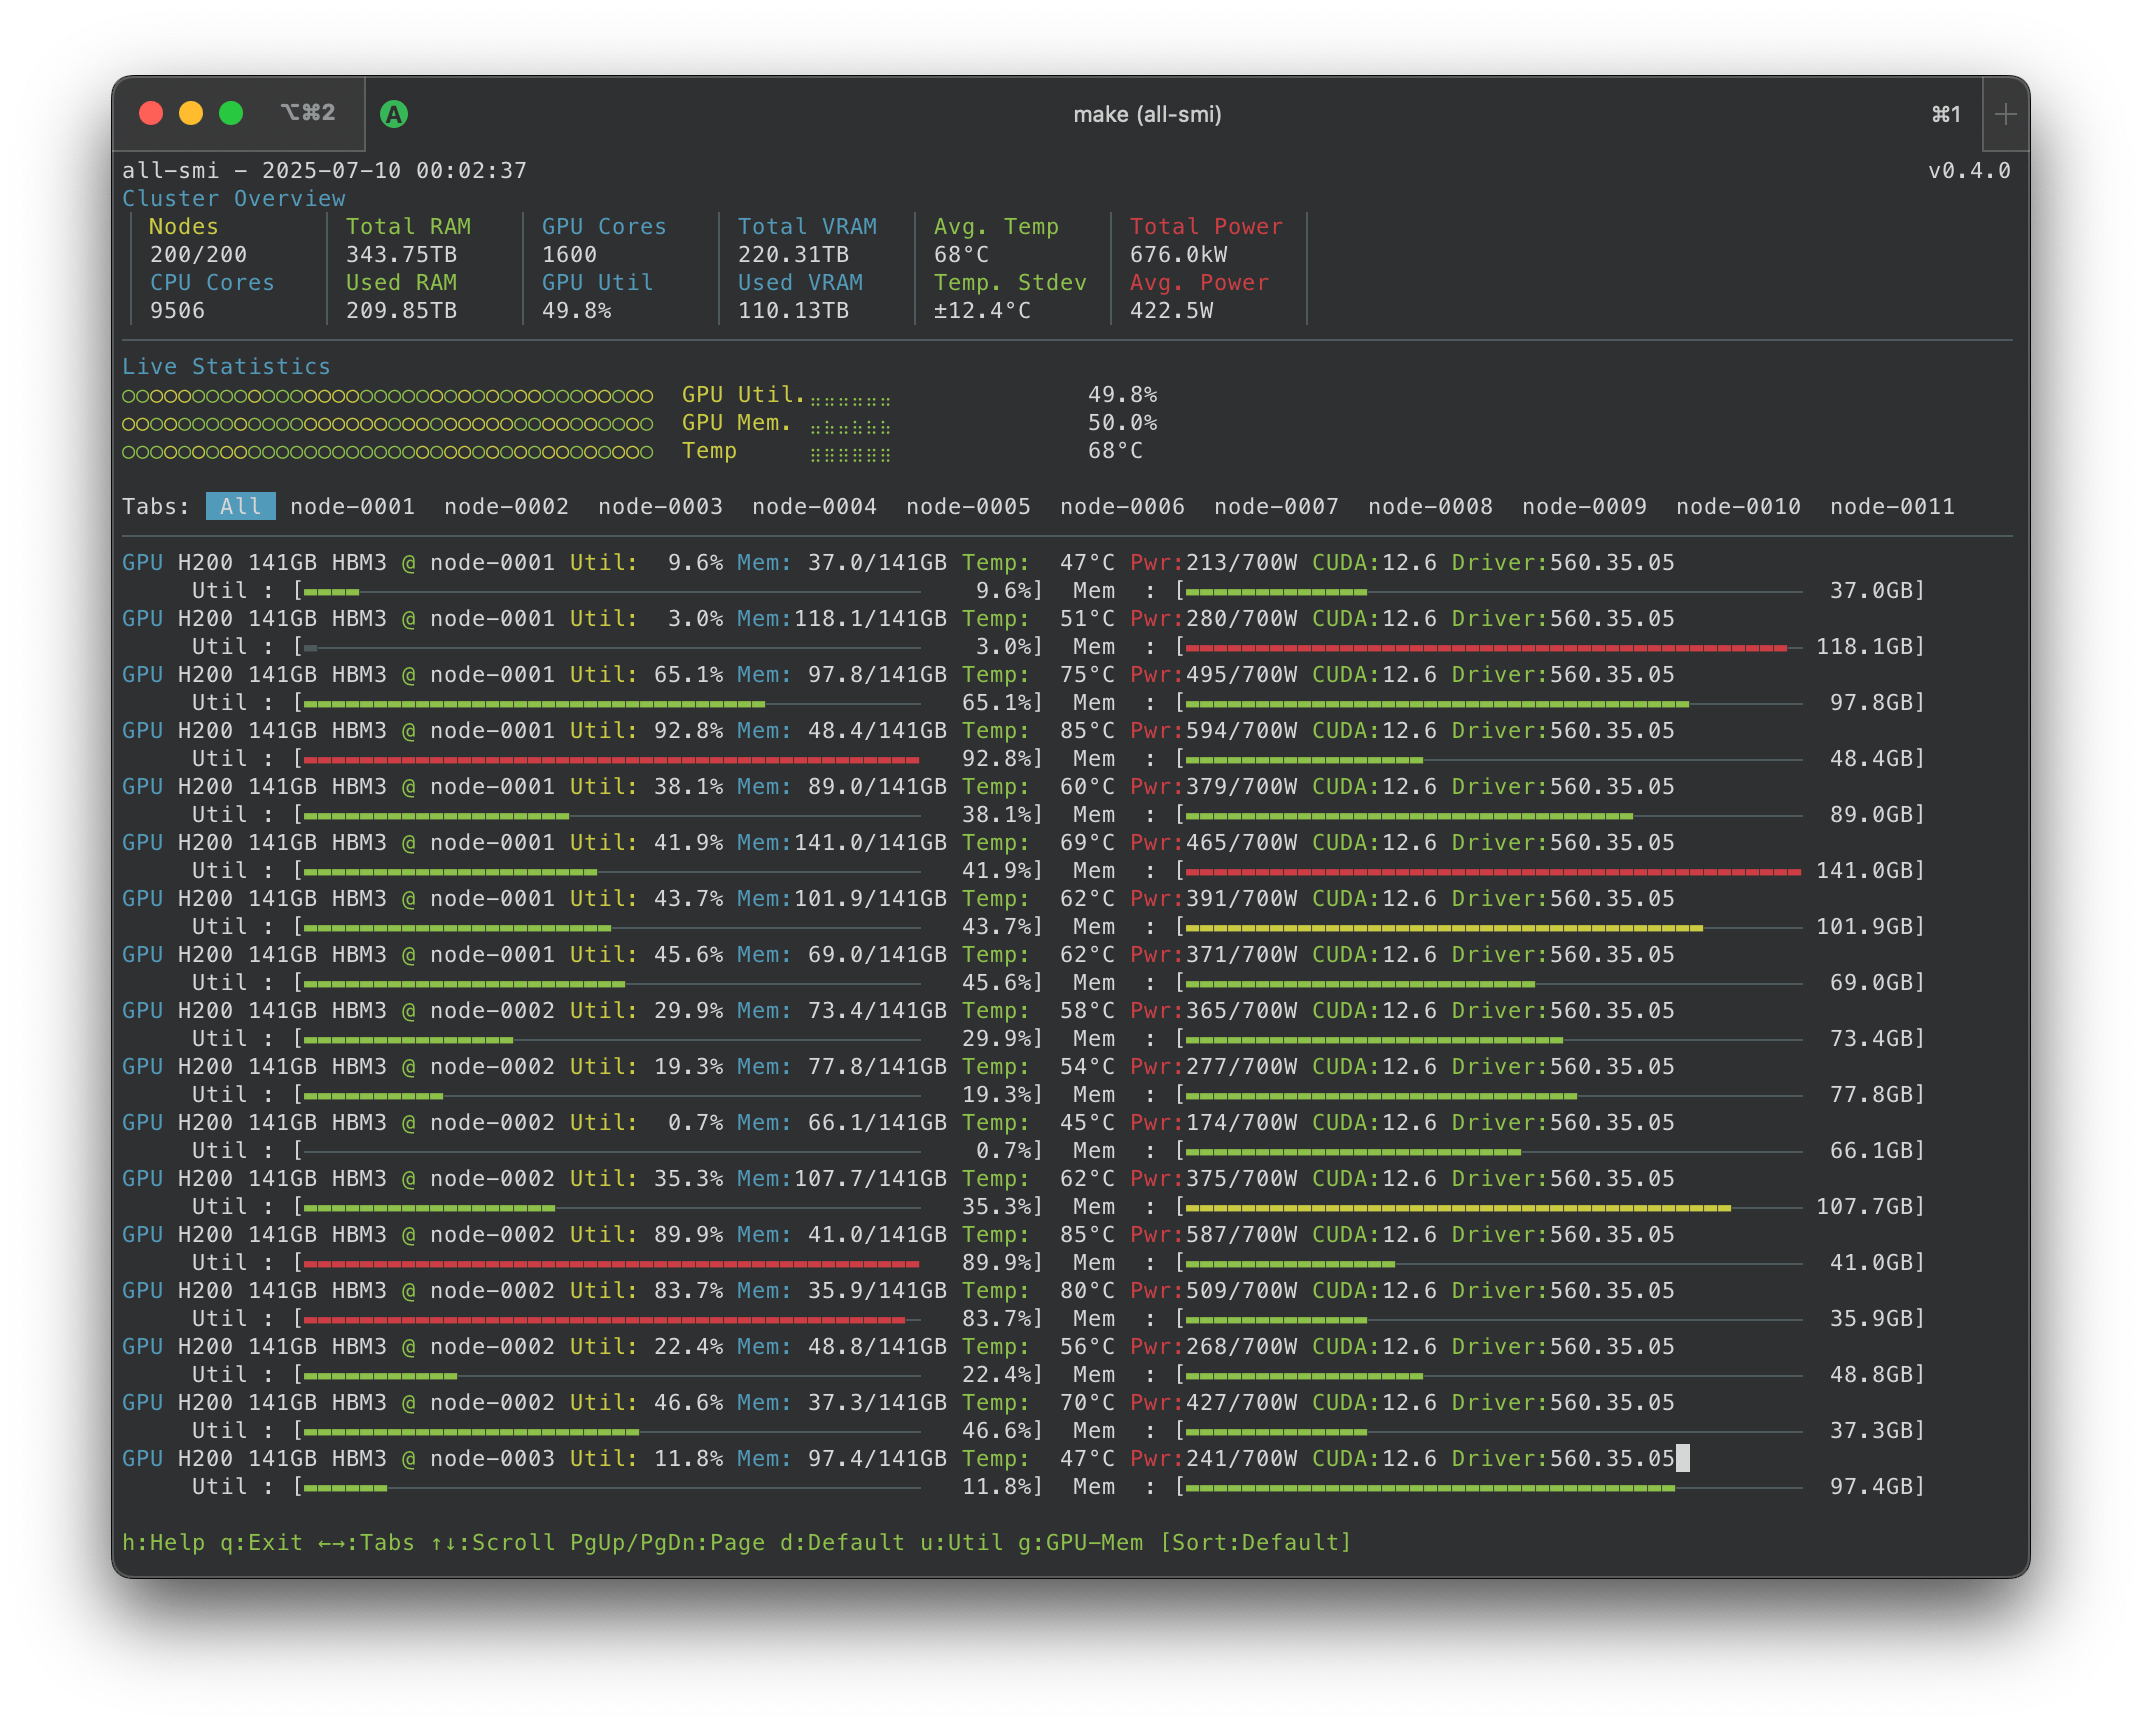 ⌥⌘2 A make (all-smi) ⌘1 +
all-smi - 2025-07-10 00:02:37 v0.4.0
Cluster Overview
Nodes Total RAM GPU Cores Total VRAM Avg. Temp Total Power
200/200 343.75TB 1600 220.31TB 68°C 676.0kW
CPU Cores Used RAM GPU Util Used VRAM Temp. Stdev Avg. Power
9506 209.85TB 49.8% 110.13TB ±12.4°C 422.5W
Live Statistics
GPU Util. 49.8%
GPU Mem. 50.0%
Temp 68°C
Tabs: All node-0001 node-0002 node-0003 node-0004 node-0005 node-0006 node-0007 node-0008 node-0009 node-0010 node-0011
GPU H200 141GB HBM3 @ node-0001 Util: 9.6% Mem: 37.0/141GB Temp: 47°C Pwr:213/700W CUDA:12.6 Driver:560.35.05
Util : [ 9.6%] Mem : [ 37.0GB]
GPU H200 141GB HBM3 @ node-0001 Util: 3.0% Mem:118.1/141GB Temp: 51°C Pwr:280/700W CUDA:12.6 Driver:560.35.05
Util : [ 3.0%] Mem : [ 118.1GB]
GPU H200 141GB HBM3 @ node-0001 Util: 65.1% Mem: 97.8/141GB Temp: 75°C Pwr:495/700W CUDA:12.6 Driver:560.35.05
Util : [ 65.1%] Mem : [ 97.8GB]
GPU H200 141GB HBM3 @ node-0001 Util: 92.8% Mem: 48.4/141GB Temp: 85°C Pwr:594/700W CUDA:12.6 Driver:560.35.05
Util : [ 92.8%] Mem : [ 48.4GB]
GPU H200 141GB HBM3 @ node-0001 Util: 38.1% Mem: 89.0/141GB Temp: 60°C Pwr:379/700W CUDA:12.6 Driver:560.35.05
Util : [ 38.1%] Mem : [ 89.0GB]
GPU H200 141GB HBM3 @ node-0001 Util: 41.9% Mem:141.0/141GB Temp: 69°C Pwr:465/700W CUDA:12.6 Driver:560.35.05
Util : [ 41.9%] Mem : [ 141.0GB]
GPU H200 141GB HBM3 @ node-0001 Util: 43.7% Mem:101.9/141GB Temp: 62°C Pwr:391/700W CUDA:12.6 Driver:560.35.05
Util : [ 43.7%] Mem : [ 101.9GB]
GPU H200 141GB HBM3 @ node-0001 Util: 45.6% Mem: 69.0/141GB Temp: 62°C Pwr:371/700W CUDA:12.6 Driver:560.35.05
Util : [ 45.6%] Mem : [ 69.0GB]
GPU H200 141GB HBM3 @ node-0002 Util: 29.9% Mem: 73.4/141GB Temp: 58°C Pwr:365/700W CUDA:12.6 Driver:560.35.05
Util : [ 29.9%] Mem : [ 73.4GB]
GPU H200 141GB HBM3 @ node-0002 Util: 19.3% Mem: 77.8/141GB Temp: 54°C Pwr:277/700W CUDA:12.6 Driver:560.35.05
Util : [ 19.3%] Mem : [ 77.8GB]
GPU H200 141GB HBM3 @ node-0002 Util: 0.7% Mem: 66.1/141GB Temp: 45°C Pwr:174/700W CUDA:12.6 Driver:560.35.05
Util : [ 0.7%] Mem : [ 66.1GB]
GPU H200 141GB HBM3 @ node-0002 Util: 35.3% Mem:107.7/141GB Temp: 62°C Pwr:375/700W CUDA:12.6 Driver:560.35.05
Util : [ 35.3%] Mem : [ 107.7GB]
GPU H200 141GB HBM3 @ node-0002 Util: 89.9% Mem: 41.0/141GB Temp: 85°C Pwr:587/700W CUDA:12.6 Driver:560.35.05
Util : [ 89.9%] Mem : [ 41.0GB]
GPU H200 141GB HBM3 @ node-0002 Util: 83.7% Mem: 35.9/141GB Temp: 80°C Pwr:509/700W CUDA:12.6 Driver:560.35.05
Util : [ 83.7%] Mem : [ 35.9GB]
GPU H200 141GB HBM3 @ node-0002 Util: 22.4% Mem: 48.8/141GB Temp: 56°C Pwr:268/700W CUDA:12.6 Driver:560.35.05
Util : [ 22.4%] Mem : [ 48.8GB]
GPU H200 141GB HBM3 @ node-0002 Util: 46.6% Mem: 37.3/141GB Temp: 70°C Pwr:427/700W CUDA:12.6 Driver:560.35.05
Util : [ 46.6%] Mem : [ 37.3GB]
GPU H200 141GB HBM3 @ node-0003 Util: 11.8% Mem: 97.4/141GB Temp: 47°C Pwr:241/700W CUDA:12.6 Driver:560.35.05
Util : [ 11.8%] Mem : [ 97.4GB]
h:Help q:Exit ←→:Tabs ↑↓:Scroll PgUp/PgDn:Page d:Default u:Util g:GPU-Mem [Sort:Default]